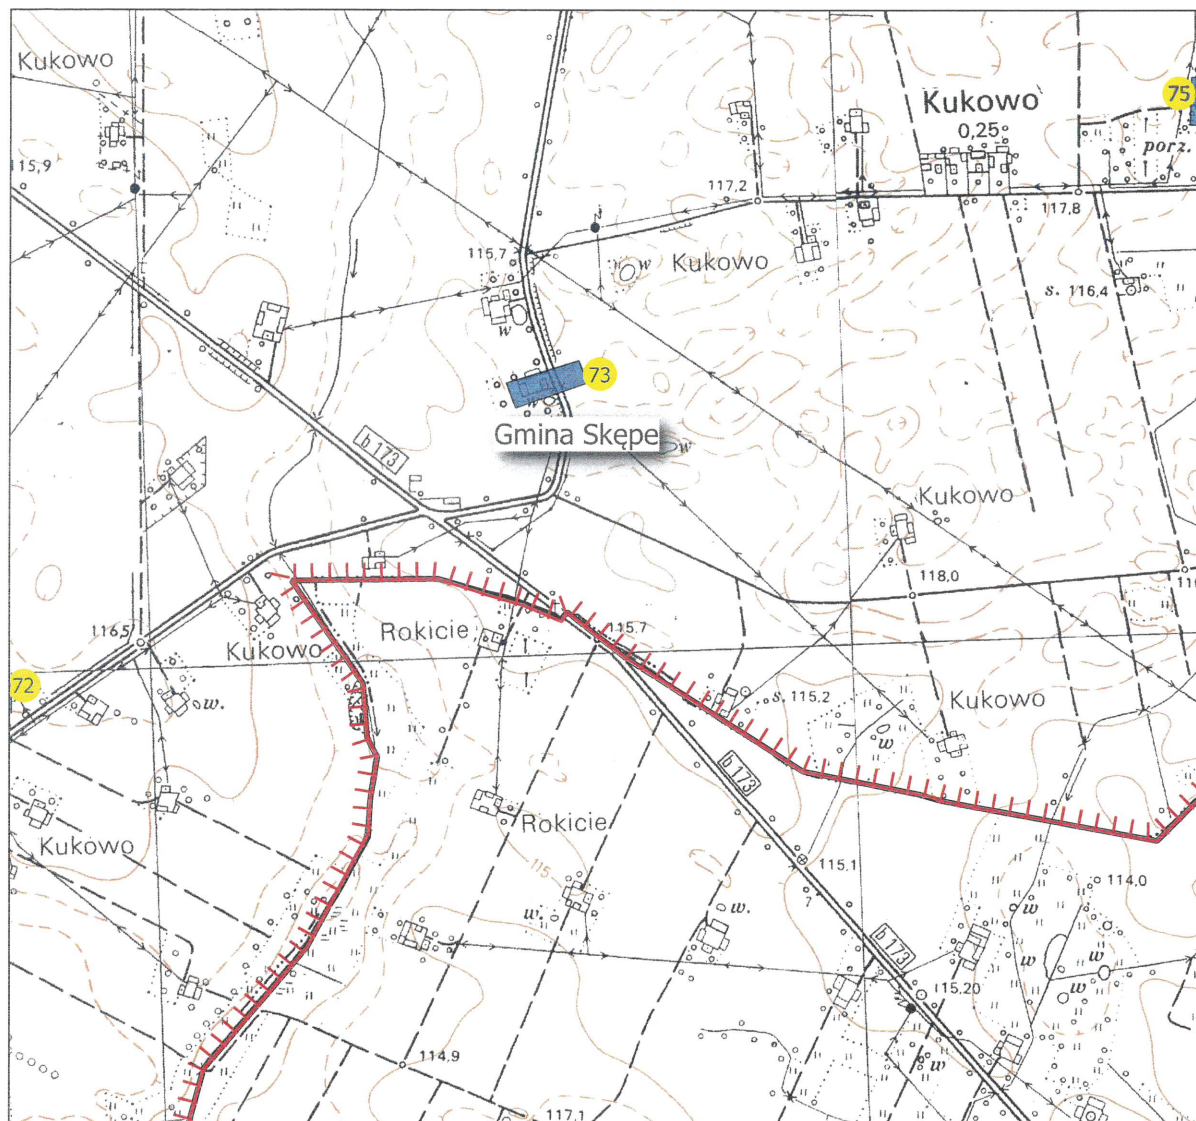 Kukowo
Kukowo
0,25
75
porz.
115,9
117,2
117,8
115,7
w
Kukowo
s. 116,4
w
73
w
Gmina Skępe
w
b 173
Kukowo
118,0
116,5
Rokicie
115,7
Kukowo
72
w.
s. 115,2
Kukowo
w
b 173
Rokicie
Kukowo
115
115,1
7
114,0
w.
w.
w
b 173
w
w
w
115,20
114,9
w
117,1